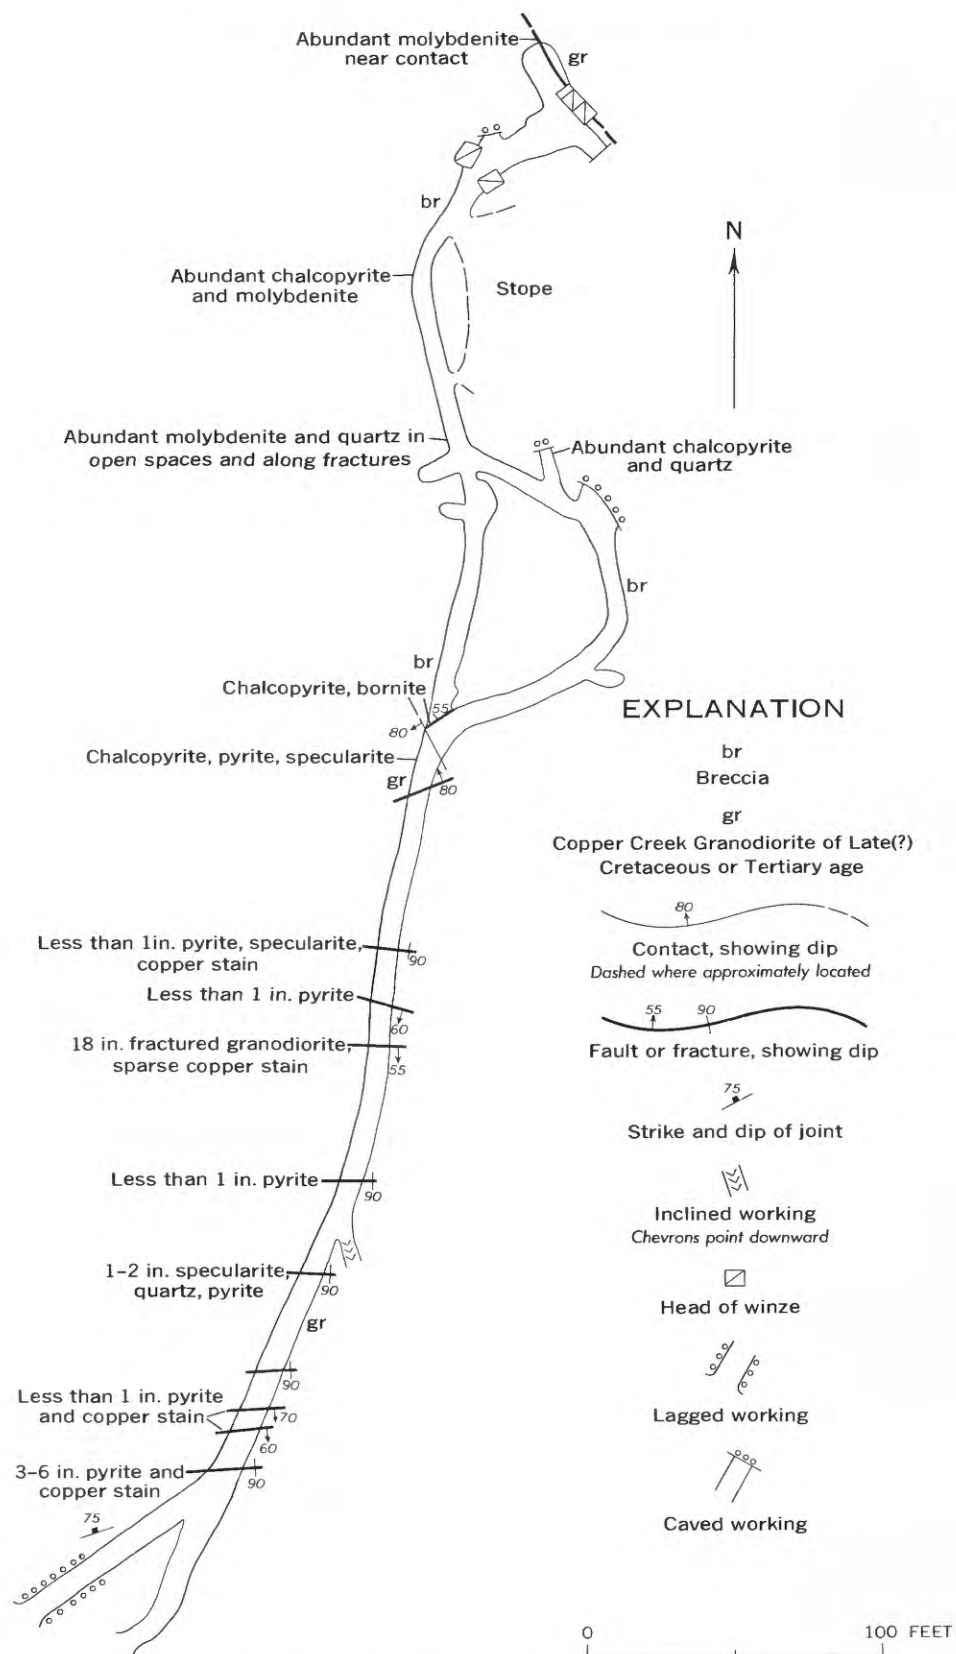 Abundant molybdenite
near contact
gr
br
N
Abundant chalcopyrite
and molybdenite
Stope
Abundant molybdenite and quartz in
open spaces and along fractures
Abundant chalcopyrite
and quartz
br
br
Chalcopyrite, bornite
55
80
Chalcopyrite, pyrite, specularite
gr
80
Less than 1in. pyrite, specularite,
copper stain
90
Less than 1 in. pyrite
60
18 in. fractured granodiorite,
sparse copper stain
55
Less than 1 in. pyrite
90
1-2 in. specularite,
quartz, pyrite
90
gr
90
Less than 1 in. pyrite
and copper stain
70
60
3-6 in. pyrite and
copper stain
90
75
EXPLANATION
br
Breccia
gr
Copper Creek Granodiorite of Late(?)
Cretaceous or Tertiary age
80
Contact, showing dip
Dashed where approximately located
55 90
Fault or fracture, showing dip
75
Strike and dip of joint
Inclined working
Chevrons point downward
Head of winze
Lagged working
Caved working
0 100 FEET